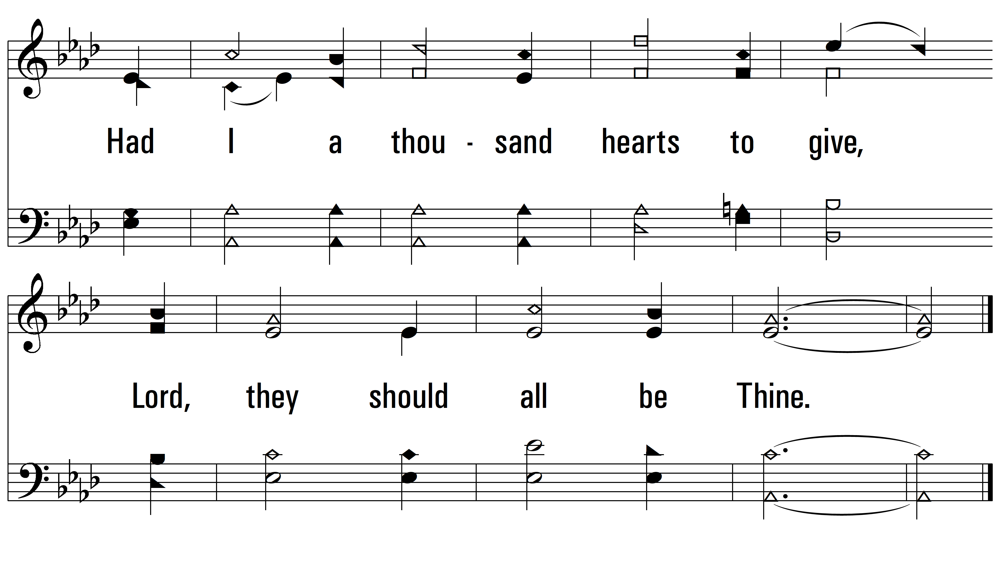 Had I a thou - sand hearts to give,
Lord, they should all be Thine.